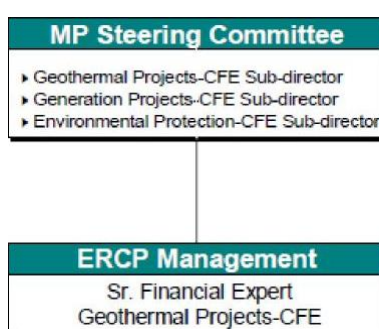 MP Steering Committee
▸ Geothermal Projects-CFE Sub-director
▸ Generation Projects-CFE Sub-director
▸ Environmental Protection-CFE Sub-director
ERCP Management
Sr. Financial Expert
Geothermal Projects-CFE